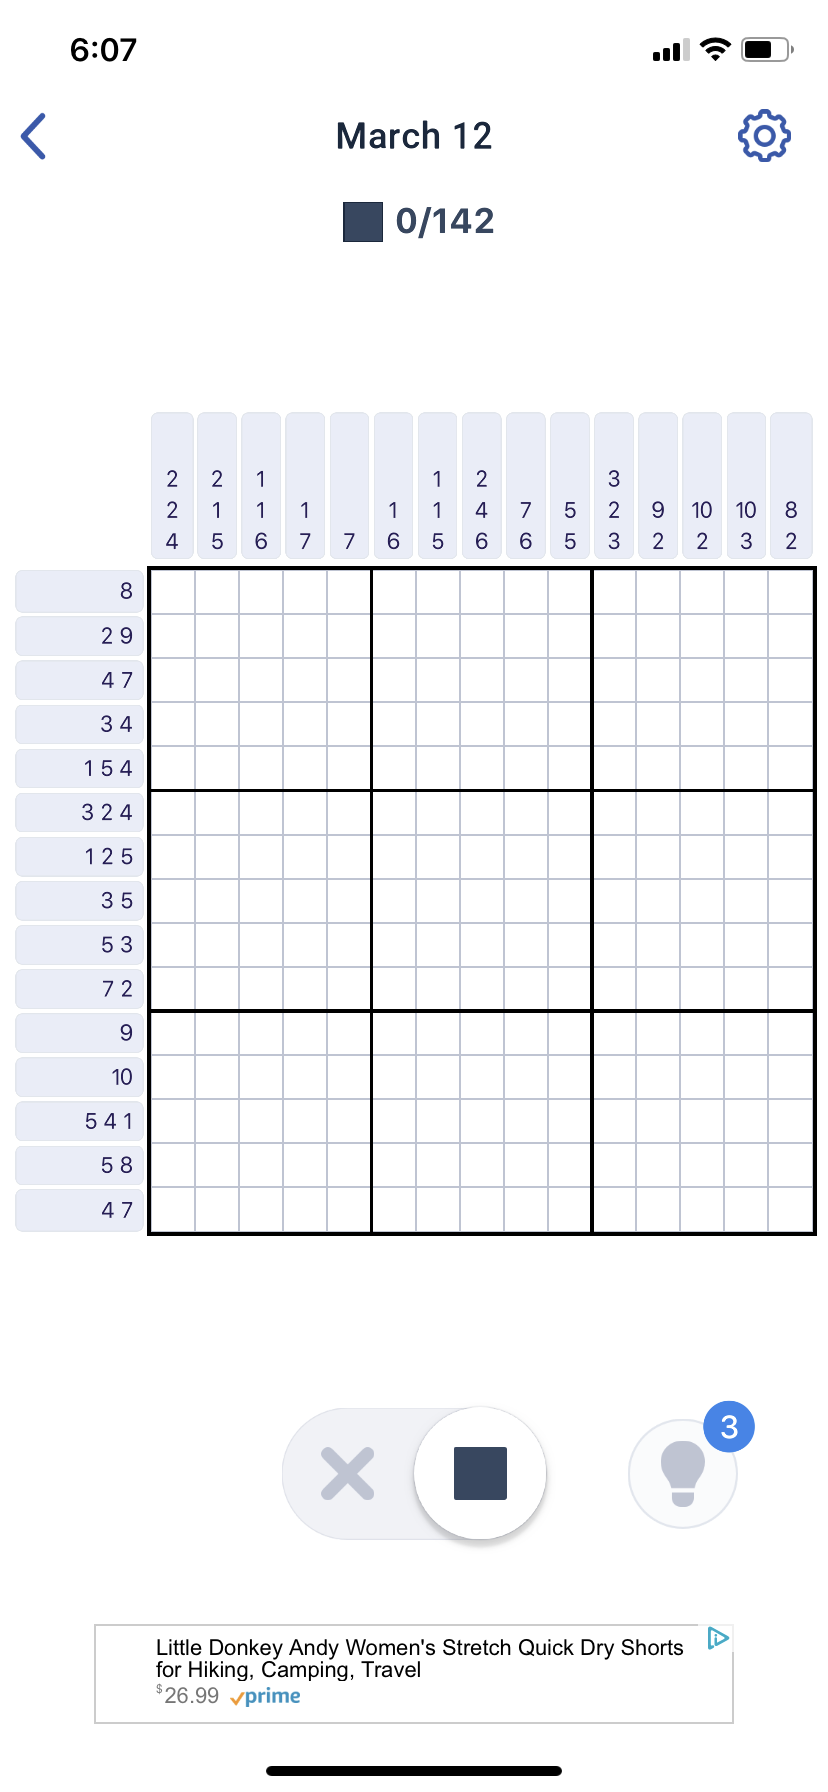 6:07
March 12
0/142
2 2 1 1 3
2 1 1 1 1 1 2 7 5 2 9 10 10 8
4 5 6 7 7 6 5 4 6 5 3 2 2 3 2
6
8
2 9
4 7
3 4
1 5 4
3 2 4
1 2 5
3 5
5 3
7 2
9
10
5 4 1
5 8
4 7
3
Little Donkey Andy Women's Stretch Quick Dry Shorts
for Hiking, Camping, Travel
$26.99 prime